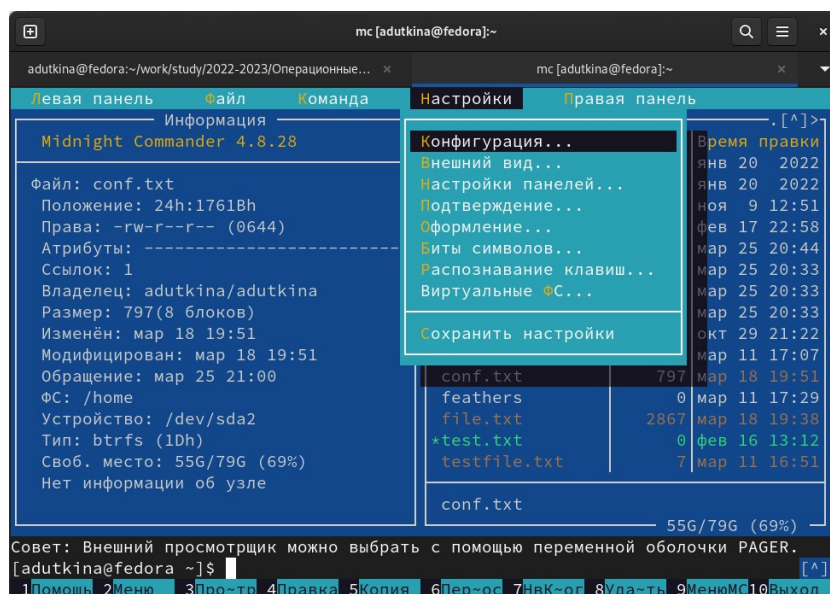 mc [adutkina@fedora]:~
adutkina@fedora:~/work/study/2022-2023/Операционные… ×
mc [adutkina@fedora]:~ ×
Левая панель Файл Команда Настройки Правая панель
Информация
Midnight Commander 4.8.28
Файл: conf.txt
Положение: 24h:1761Bh
Права: -rw-r--r-- (0644)
Атрибуты: ------------------------
Ссылок: 1
Владелец: adutkina/adutkina
Размер: 797(8 блоков)
Изменён: мар 18 19:51
Модифицирован: мар 18 19:51
Обращение: мар 25 21:00
ФС: /home
Устройство: /dev/sda2
Тип: btrfs (1Dh)
Своб. место: 55G/79G (69%)
Нет информации об узле
Конфигурация...
Внешний вид...
Настройки панелей...
Подтверждение...
Оформление...
Биты символов...
Распознавание клавиш...
Виртуальные ФС...
Сохранить настройки
.[^]>
Время правки
янв 20 2022
янв 20 2022
ноя 9 12:51
фев 17 22:58
мар 25 20:44
мар 25 20:33
мар 25 20:33
мар 25 20:33
окт 29 21:22
мар 11 17:07
conf.txt 797 мар 18 19:51
feathers 0 мар 11 17:29
file.txt 2867 мар 18 19:38
*test.txt 0 фев 16 13:12
testfile.txt 7 мар 11 16:51
conf.txt
55G/79G (69%)
Совет: Внешний просмотрщик можно выбрать с помощью переменной оболочки PAGER.
[adutkina@fedora ~]$ [^]
1Помощь 2Меню 3Про~тр 4Правка 5Копия 6Пер~ос 7НвК~ог 8Уда~ть 9МенюMC10Выход